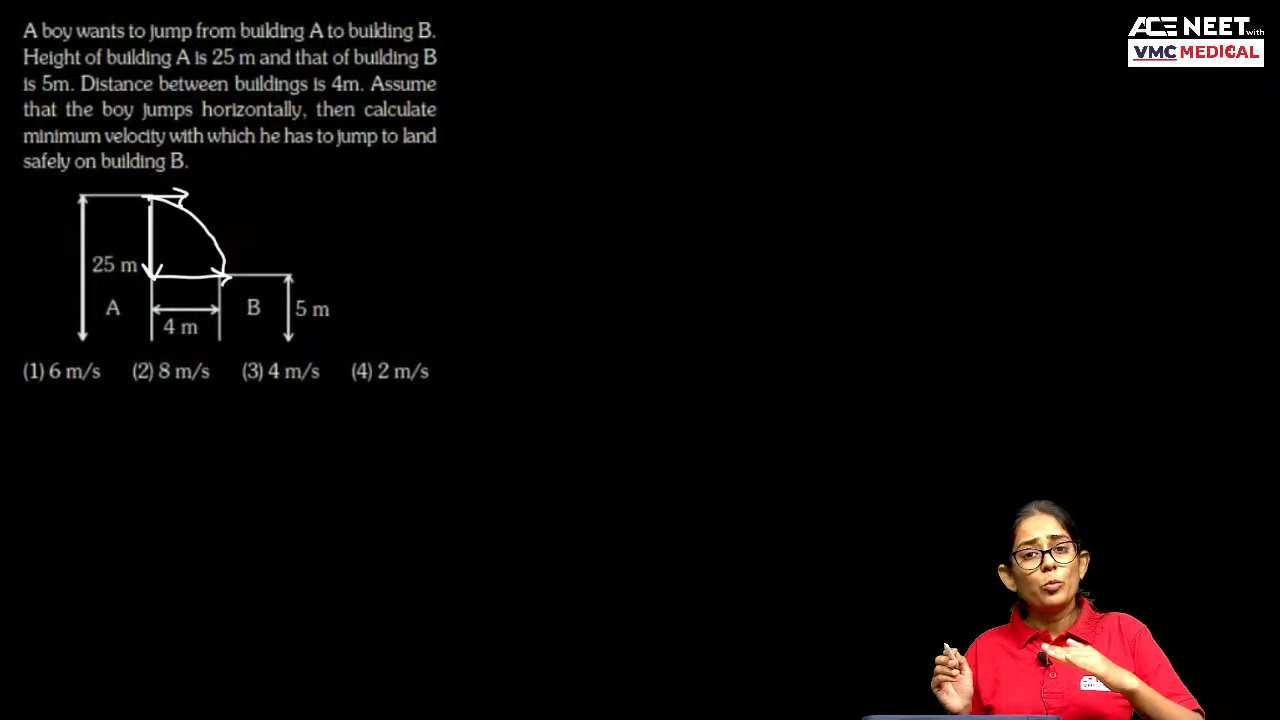 A boy wants to jump from building A to building B.
Height of building A is 25 m and that of building B
is 5m. Distance between buildings is 4m. Assume
that the boy jumps horizontally, then calculate
minimum velocity with which he has to jump to land
safely on building B.
25 m
A
4 m
B
5 m
(1) 6 m/s (2) 8 m/s (3) 4 m/s (4) 2 m/s
ACE NEET with
VMC MEDICAL